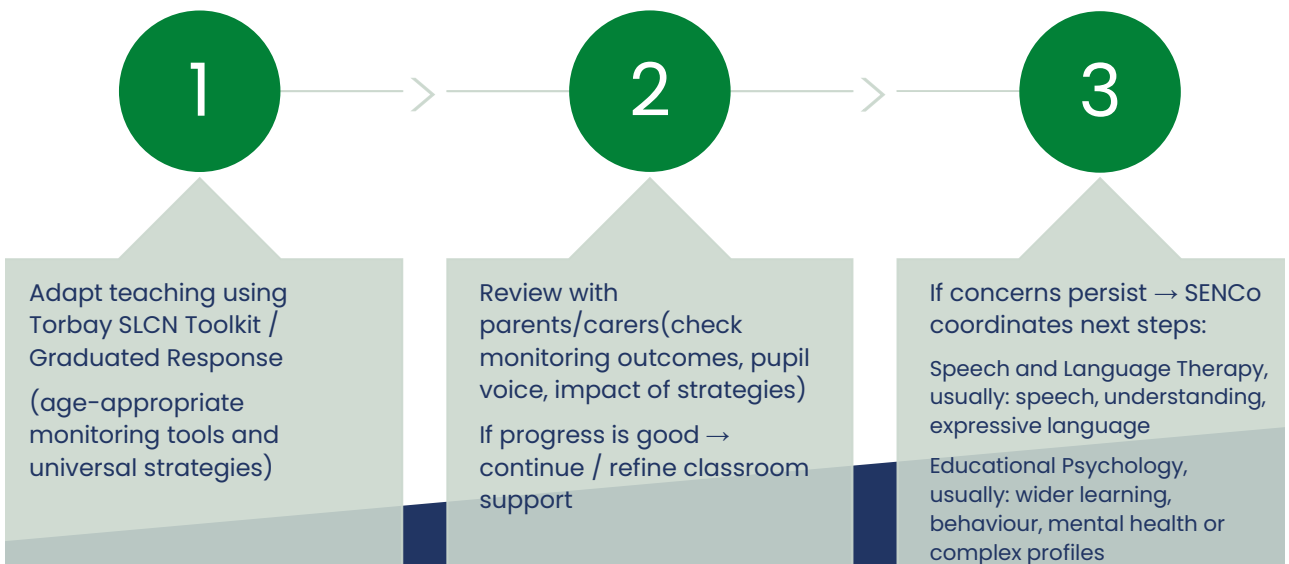 1
Adapt teaching using
Torbay SLCN Toolkit /
Graduated Response
(age-appropriate
monitoring tools and
universal strategies)
2
Review with
parents/carers(check
monitoring outcomes, pupil
voice, impact of strategies)
If progress is good →
continue / refine classroom
support
3
If concerns persist → SENCo
coordinates next steps:
Speech and Language Therapy,
usually: speech, understanding,
expressive language
Educational Psychology,
usually: wider learning,
behaviour, mental health or
complex profiles